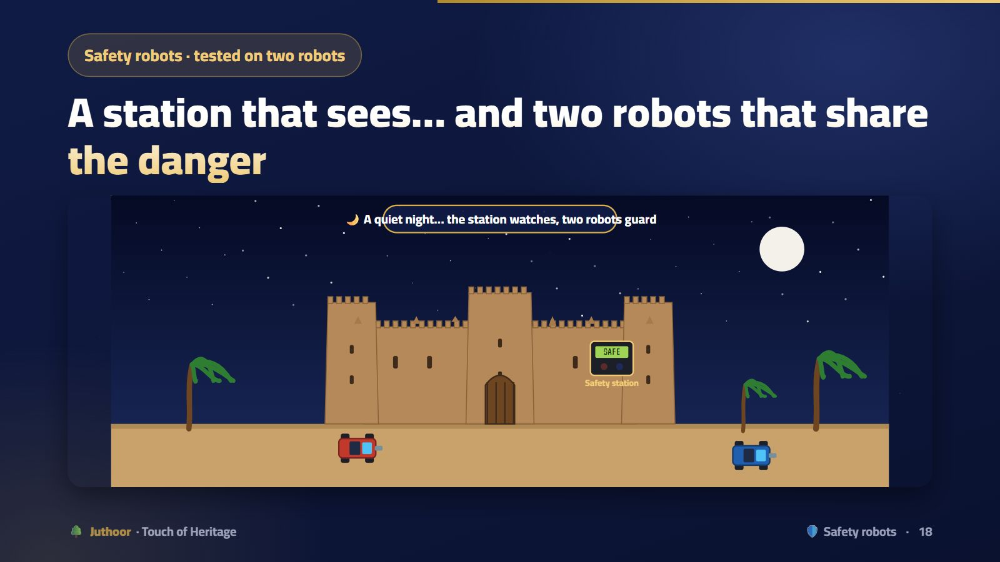 Safety robots · tested on two robots
A station that sees... and two robots that share
the danger
🌙 A quiet night... the station watches, two robots guard
SAFE
Safety station
Juthoor · Touch of Heritage
Safety robots · 18